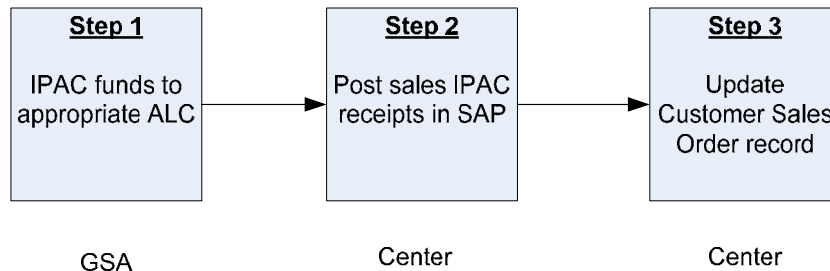 Step 1
IPAC funds to
appropriate ALC
Step 2
Post sales IPAC
receipts in SAP
Step 3
Update
Customer Sales
Order record
GSA
Center
Center